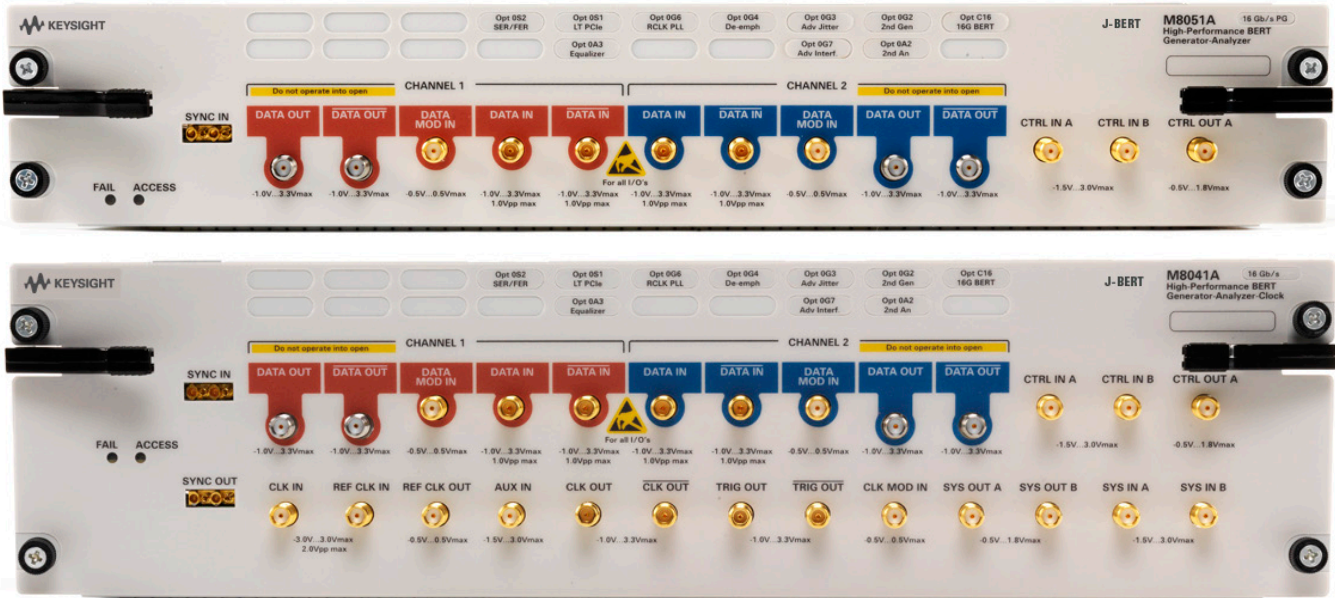 KEYSIGHT
Opt 0S2 SER/FER
Opt 0S1 LT PCIe
Opt 0G6 RCLK PLL
Opt 0G4 De-emph
Opt 0G3 Adv Jitter
Opt 0G2 2nd Gen
Opt C16 16G BERT
J-BERT
M8051A
16 Gb/s PG
High-Performance BERT
Generator-Analyzer
Opt 0A3 Equalizer
Opt 0G7 Adv Interf.
Opt 0A2 2nd An
Do not operate into open
CHANNEL 1
CHANNEL 2
Do not operate into open
SYNC IN
DATA OUT
DATA OUT
DATA MOD IN
DATA IN
DATA IN
DATA IN
DATA IN
DATA MOD IN
DATA OUT
DATA OUT
CTRL IN A
CTRL IN B
CTRL OUT A
For all I/O's
FAIL
ACCESS
-1.0V...3.3Vmax
-1.0V...3.3Vmax
-0.5V...0.5Vmax
-1.0V...3.3Vmax 1.0Vpp max
-1.0V...3.3Vmax 1.0Vpp max
-1.0V...3.3Vmax 1.0Vpp max
-1.0V...3.3Vmax 1.0Vpp max
-0.5V...0.5Vmax
-1.0V...3.3Vmax
-1.0V...3.3Vmax
-1.5V...3.0Vmax
-0.5V...1.8Vmax
KEYSIGHT
Opt 0S2 SER/FER
Opt 0S1 LT PCIe
Opt 0G6 RCLK PLL
Opt 0G4 De-emph
Opt 0G3 Adv Jitter
Opt 0G2 2nd Gen
Opt C16 16G BERT
J-BERT
M8041A
16 Gb/s
High-Performance BERT
Generator-Analyzer-Clock
Opt 0A3 Equalizer
Opt 0G7 Adv Interf
Opt 0A2 2nd An
Do not operate into open
CHANNEL 1
CHANNEL 2
Do not operate into open
SYNC IN
DATA OUT
DATA OUT
DATA MOD IN
DATA IN
DATA IN
DATA IN
DATA IN
DATA MOD IN
DATA OUT
DATA OUT
CTRL IN A
CTRL IN B
CTRL OUT A
For all I/O's
FAIL
ACCESS
-1.0V...3.3Vmax
-1.0V...3.3Vmax
-0.5V...0.5Vmax
-1.0V...3.3Vmax 1.0Vpp max
-1.0V...3.3Vmax 1.0Vpp max
-1.0V...3.3Vmax 1.0Vpp max
-1.0V...3.3Vmax 1.0Vpp max
-0.5V...0.5Vmax
-1.0V...3.3Vmax
-1.0V...3.3Vmax
-1.5V...3.0Vmax
-0.5V...1.8Vmax
SYNC OUT
CLK IN
REF CLK IN
REF CLK OUT
AUX IN
CLK OUT
CLK OUT
TRIG OUT
TRIG OUT
CLK MOD IN
SYS OUT A
SYS OUT B
SYS IN A
SYS IN B
-3.0V...3.0Vmax 2.0Vpp max
-0.5V...0.5Vmax
-1.5V...3.0Vmax
-1.0V...3.3Vmax
-1.0V...3.3Vmax
-0.5V...0.5Vmax
-0.5V...1.8Vmax
-1.5V...3.0Vmax